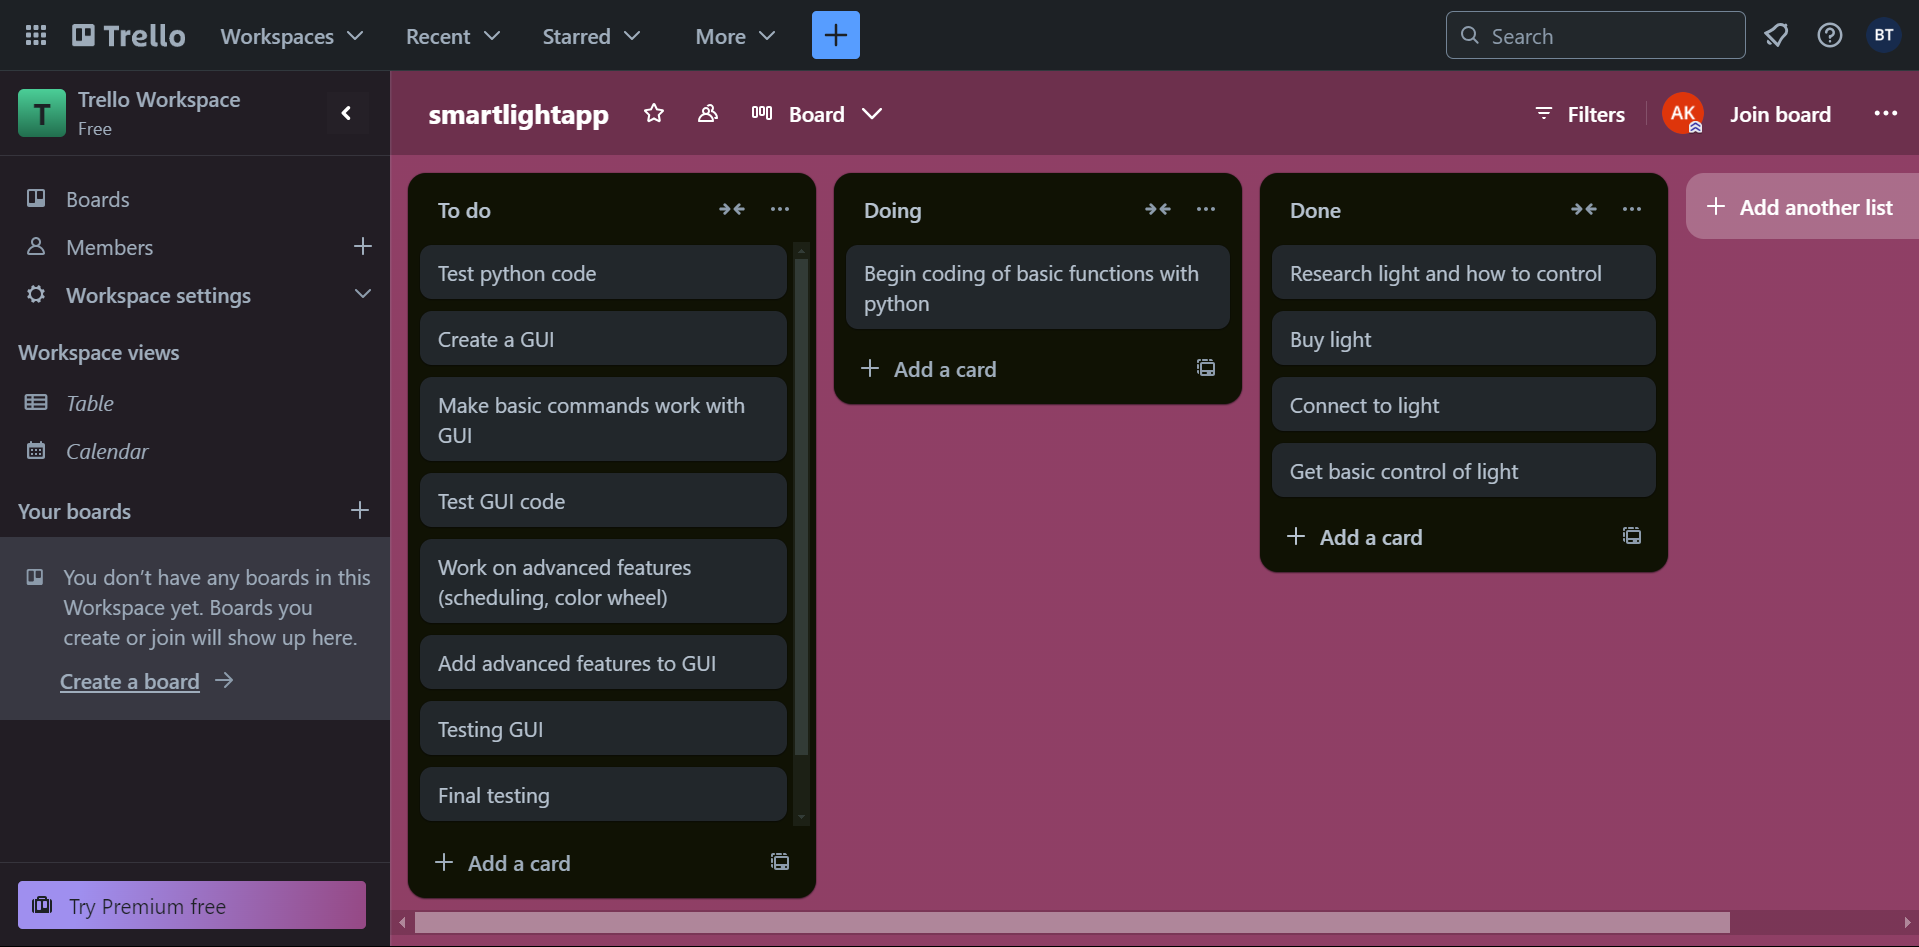 Trello
Workspaces
Recent
Starred
More
Search
BT
T
Trello Workspace
Free
smartlightapp
Board
Filters
AK
Join board
Boards
Members
Workspace settings
Workspace views
Table
Calendar
Your boards
You don’t have any boards in this
Workspace yet. Boards you
create or join will show up here.
Create a board
Try Premium free
To do
Test python code
Create a GUI
Make basic commands work with
GUI
Test GUI code
Work on advanced features
(scheduling, color wheel)
Add advanced features to GUI
Testing GUI
Final testing
Add a card
Doing
Begin coding of basic functions with
python
Add a card
Done
Research light and how to control
Buy light
Connect to light
Get basic control of light
Add a card
Add another list